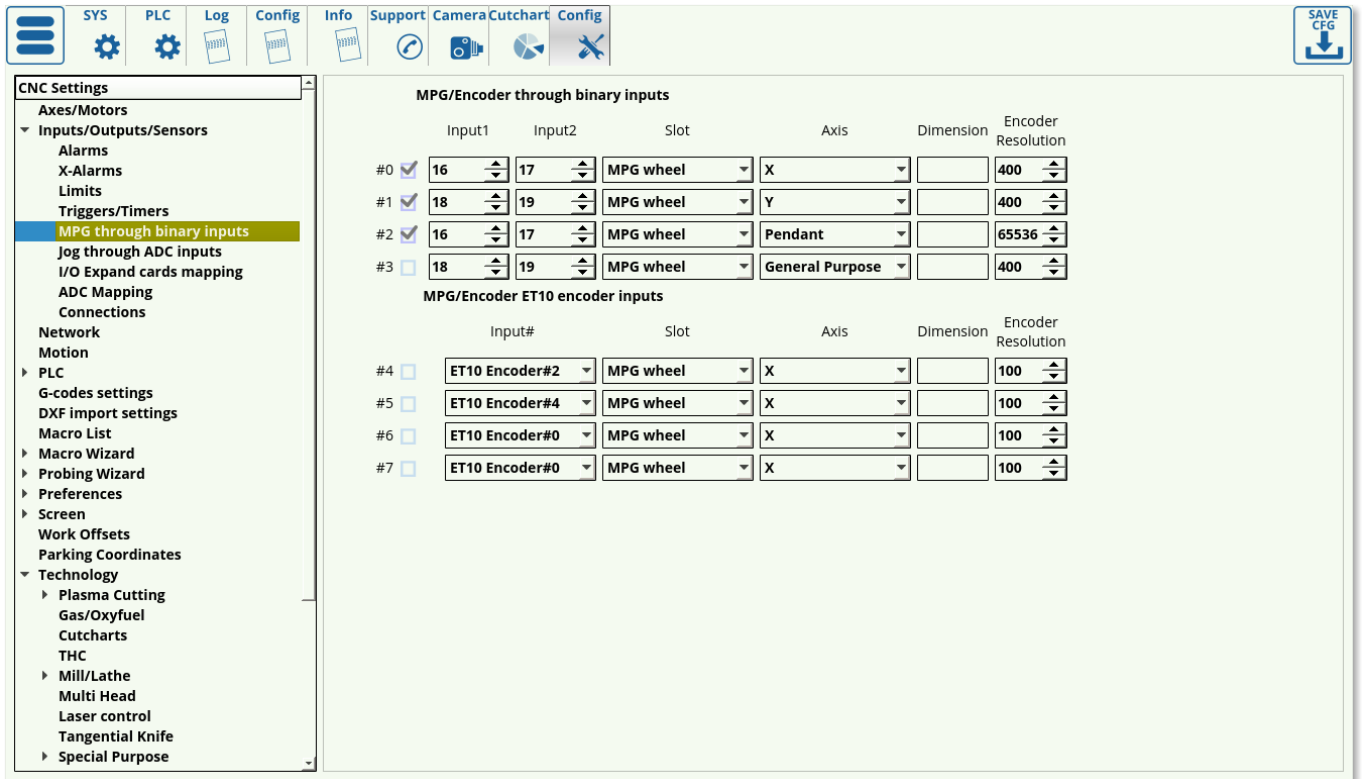 SYS PLC Log Config Info Support Camera Cutchart Config
SAVE
CFG
CNC Settings
Axes/Motors
Inputs/Outputs/Sensors
Alarms
X-Alarms
Limits
Triggers/Timers
MPG through binary inputs
Jog through ADC inputs
I/O Expand cards mapping
ADC Mapping
Connections
Network
Motion
PLC
G-codes settings
DXF import settings
Macro List
Macro Wizard
Probing Wizard
Preferences
Screen
Work Offsets
Parking Coordinates
Technology
Plasma Cutting
Gas/Oxyfuel
Cutcharts
THC
Mill/Lathe
Multi Head
Laser control
Tangential Knife
Special Purpose
MPG/Encoder through binary inputs
Input1 Input2 Slot Axis Dimension Encoder Resolution
#0 16 17 MPG wheel X 400
#1 18 19 MPG wheel Y 400
#2 16 17 MPG wheel Pendant 65536
#3 18 19 MPG wheel General Purpose 400
MPG/Encoder ET10 encoder inputs
Input# Slot Axis Dimension Encoder Resolution
#4 ET10 Encoder#2 MPG wheel X 100
#5 ET10 Encoder#4 MPG wheel X 100
#6 ET10 Encoder#0 MPG wheel X 100
#7 ET10 Encoder#0 MPG wheel X 100